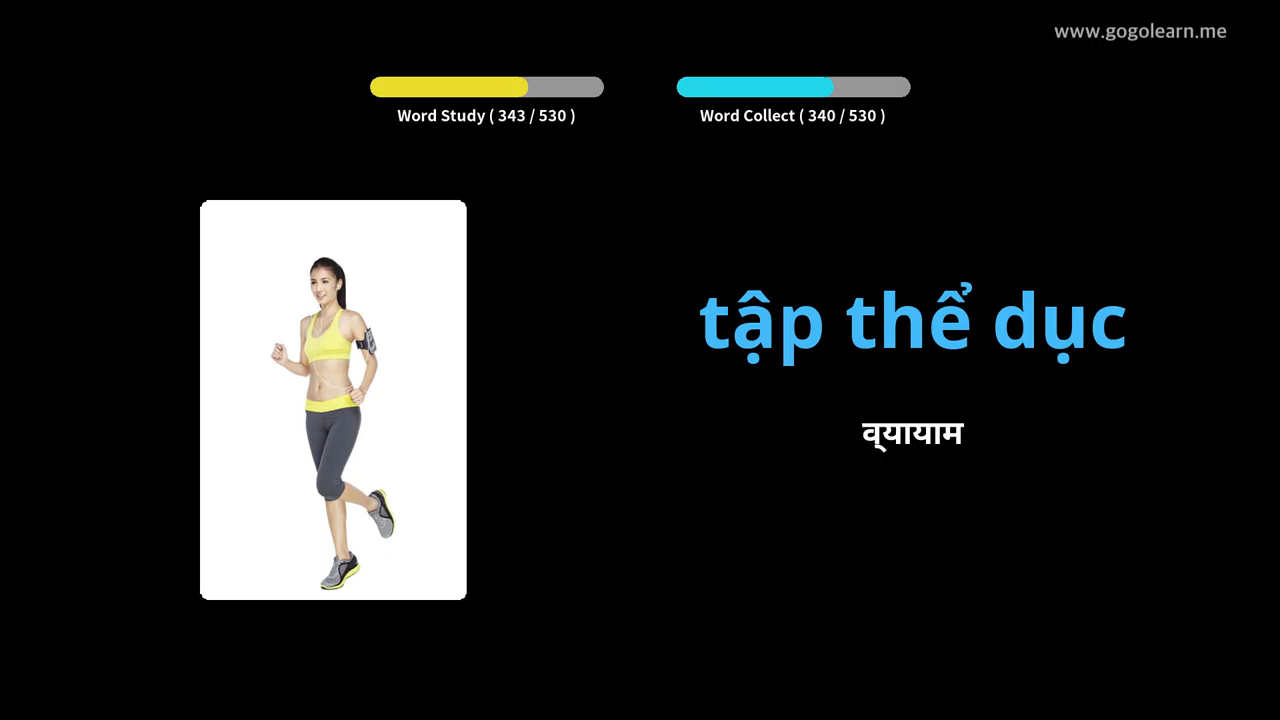 www.gogolearn.me
Word Study ( 343 / 530 )
Word Collect ( 340 / 530 )
tập thể dục
व्यायाम